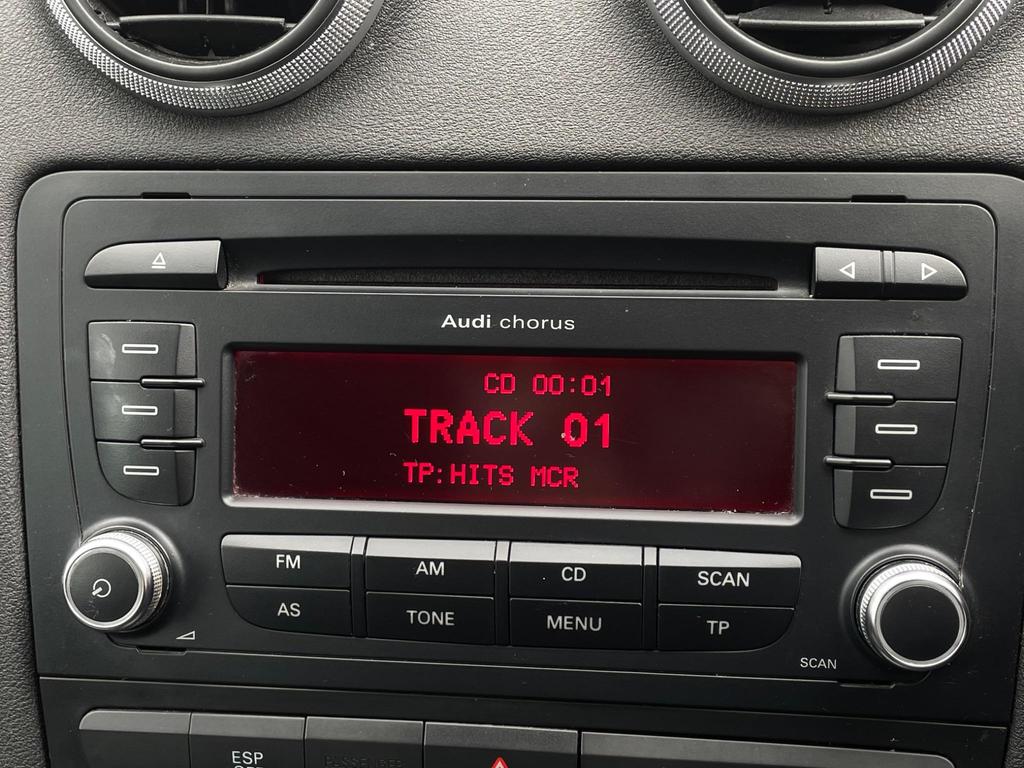 Audi chorus
CD 00:01
TRACK 01
TP:HITS MCR
FM AM CD SCAN
AS TONE MENU TP
SCAN
ESP